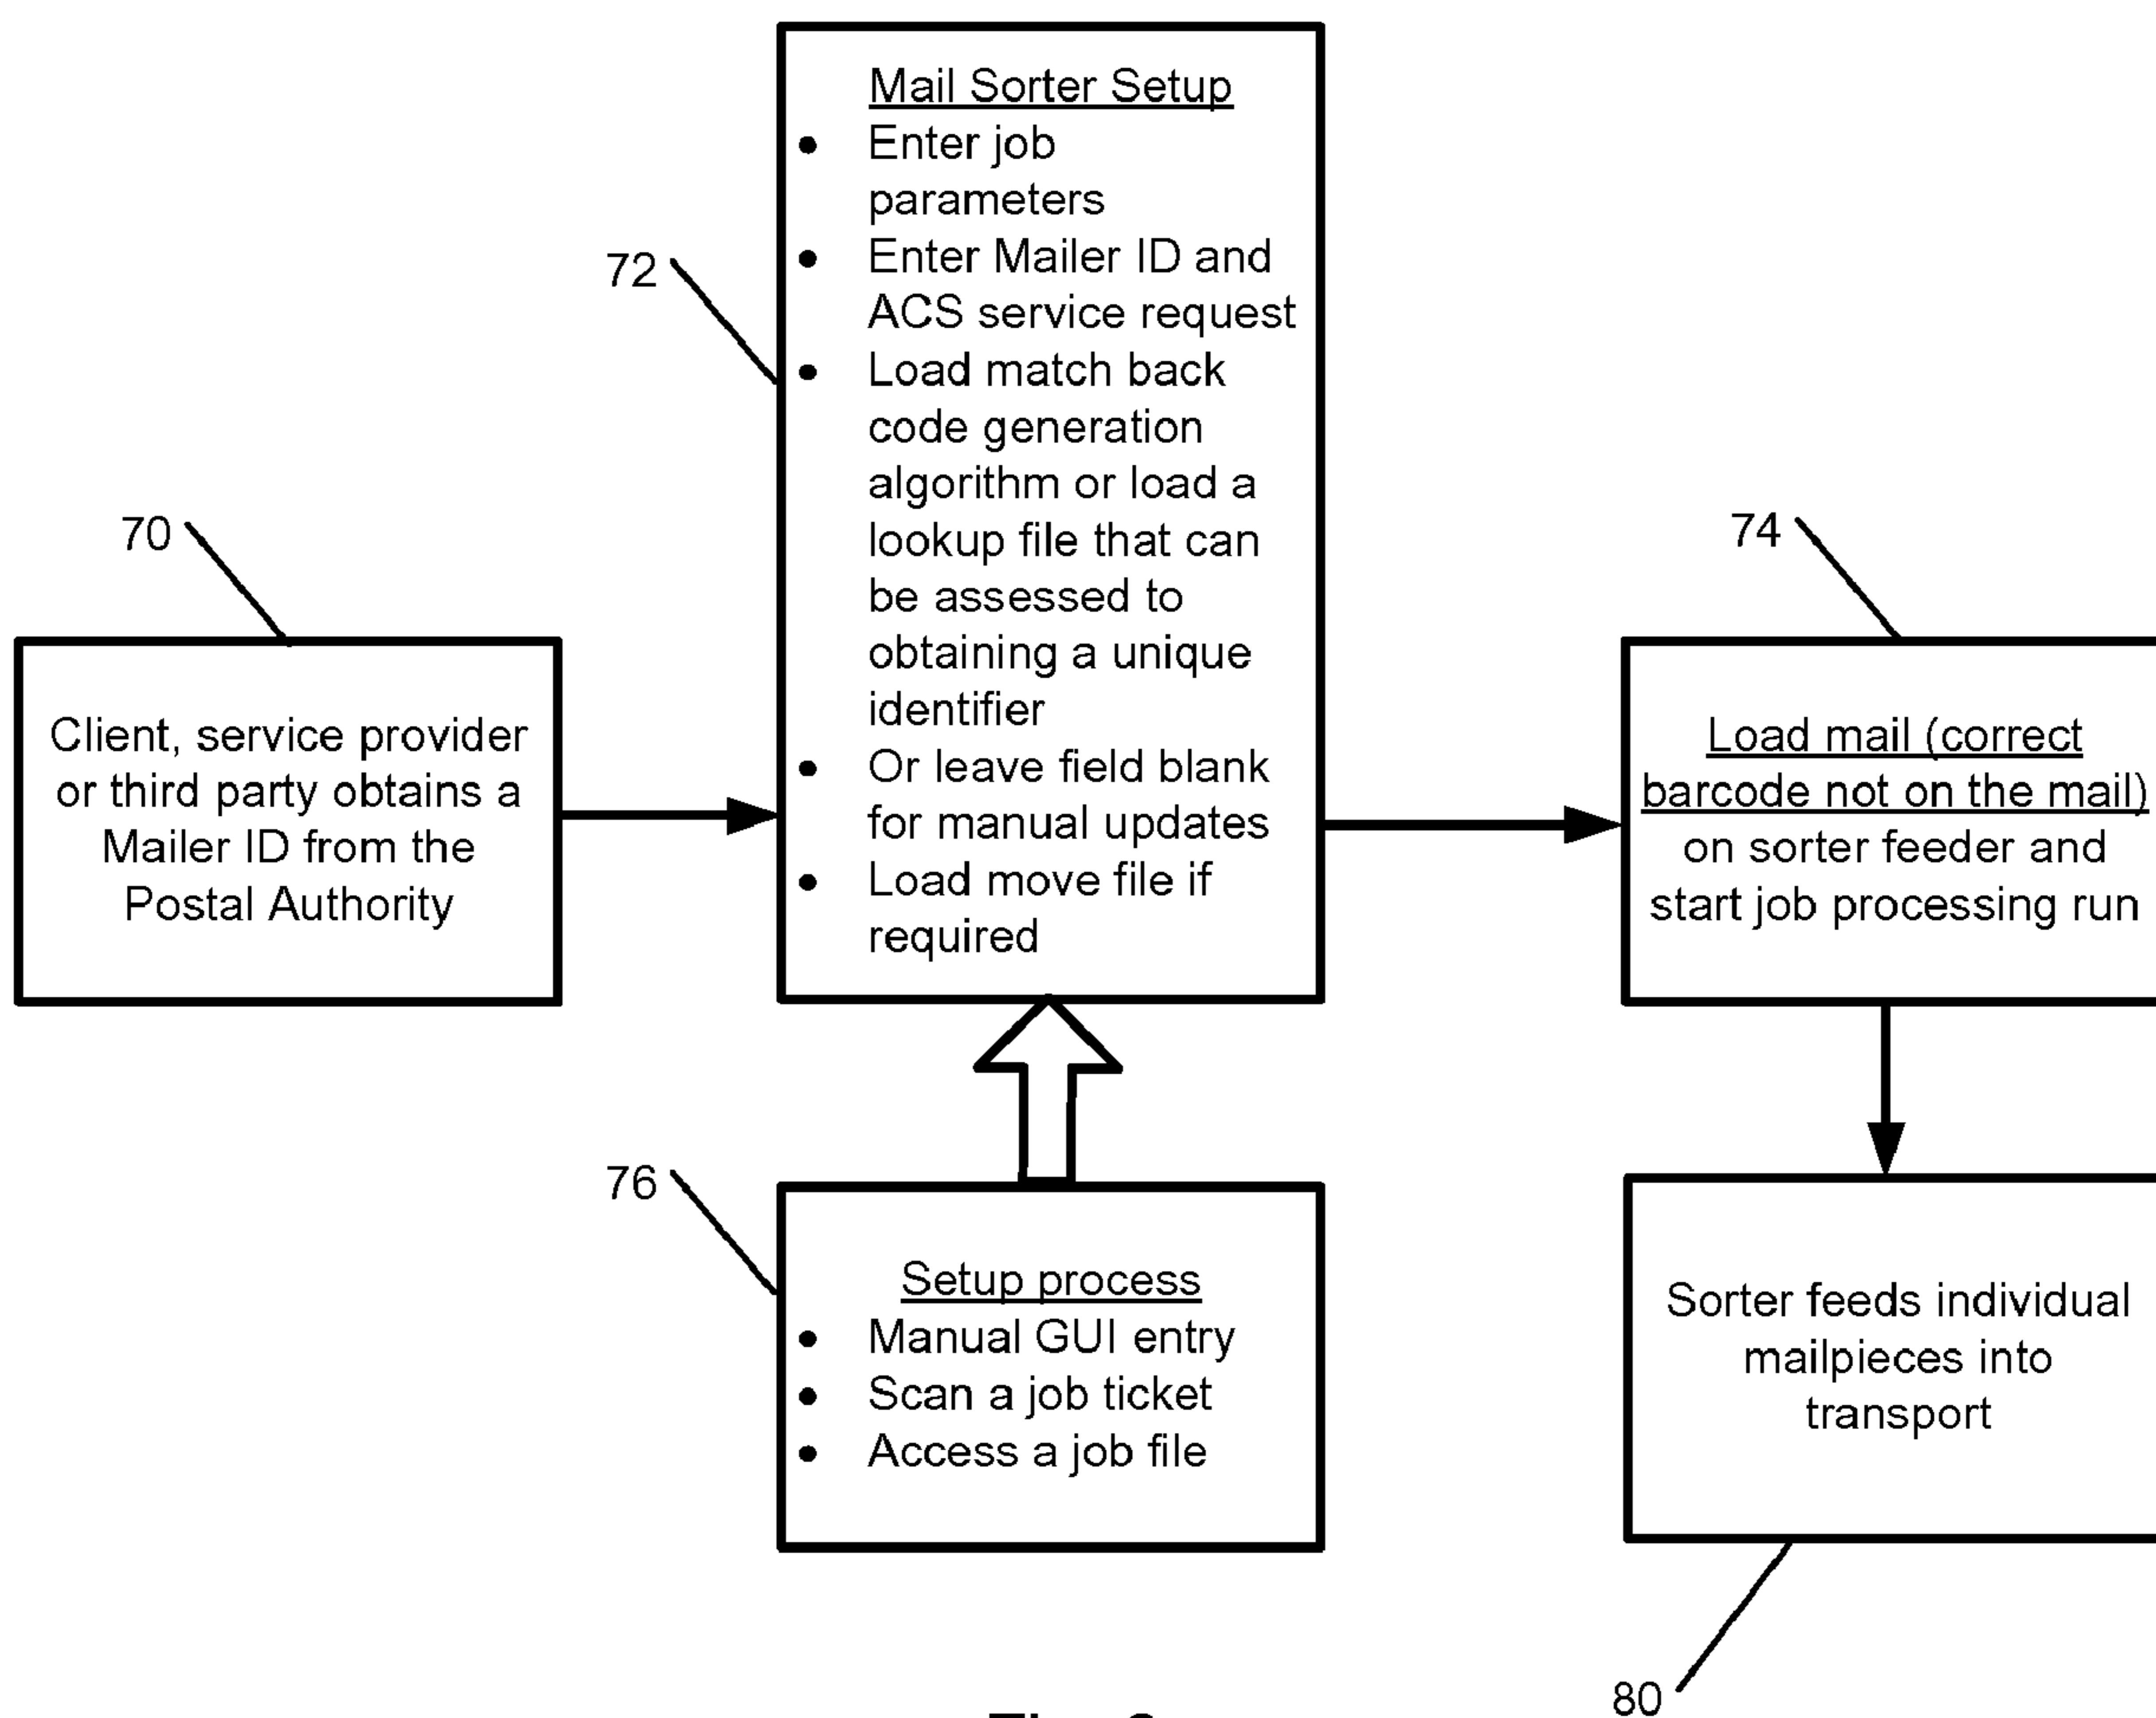 70
Client, service provider
or third party obtains a
Mailer ID from the
Postal Authority
72
Mail Sorter Setup
• Enter job
parameters
• Enter Mailer ID and
ACS service request
• Load match back
code generation
algorithm or load a
lookup file that can
be assessed to
obtaining a unique
identifier
• Or leave field blank
for manual updates
• Load move file if
required
74
Load mail (correct
barcode not on the mail)
on sorter feeder and
start job processing run
76
Setup process
• Manual GUI entry
• Scan a job ticket
• Access a job file
Sorter feeds individual
mailpieces into
transport
80